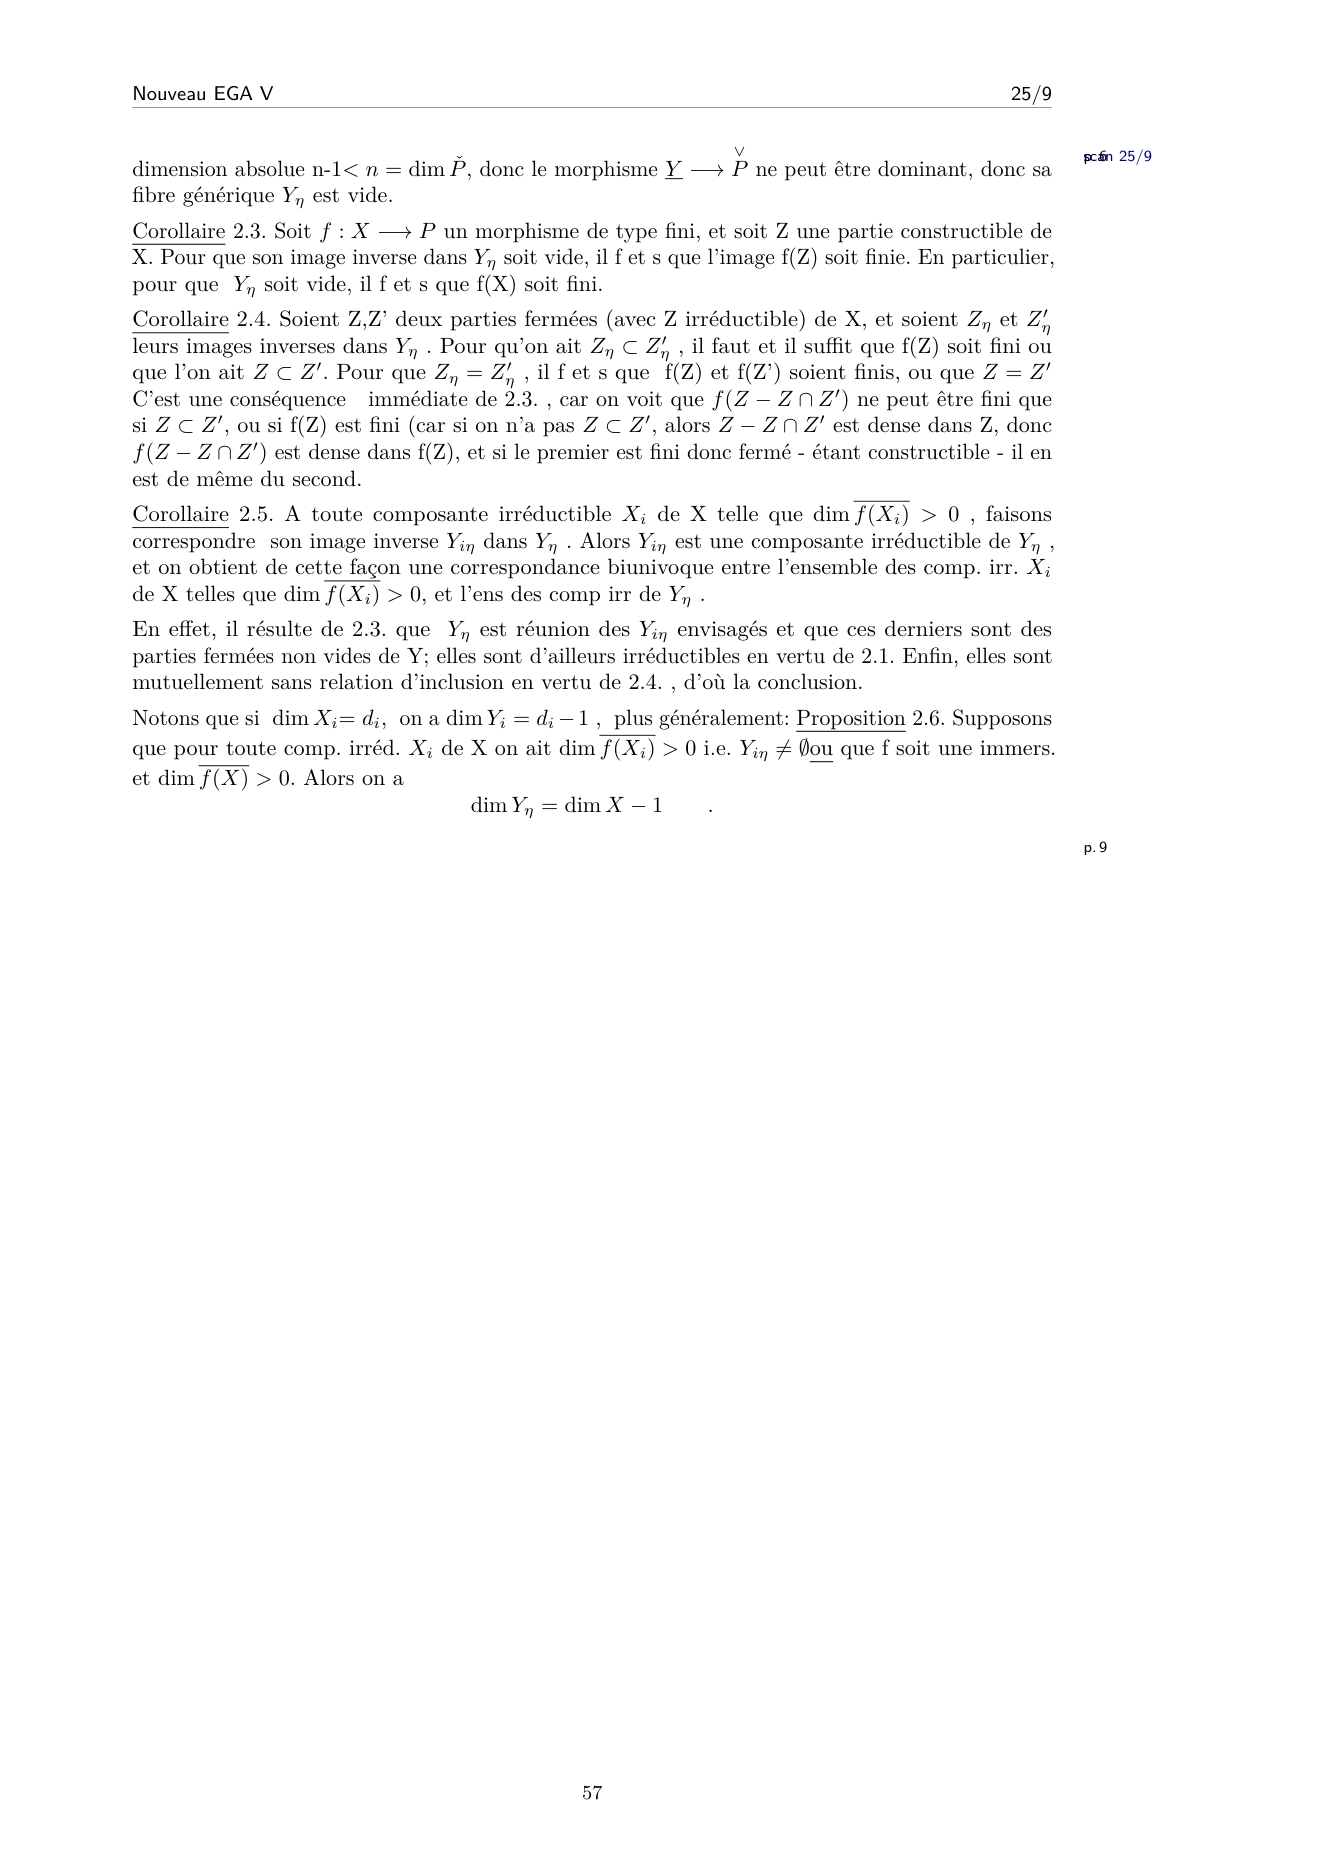 Nouveau EGA V 25/9
dimension absolue n-1< n = dim P̌, donc le morphisme Y ⟶ P̌ ne peut être dominant, donc sa
scan 25/9
fibre générique Y_η est vide.
Corollaire 2.3. Soit f : X ⟶ P un morphisme de type fini, et soit Z une partie constructible de
X. Pour que son image inverse dans Y_η soit vide, il f et s que l'image f(Z) soit finie. En particulier,
pour que Y_η soit vide, il f et s que f(X) soit fini.
Corollaire 2.4. Soient Z,Z' deux parties fermées (avec Z irréductible) de X, et soient Z_η et Z′_η
leurs images inverses dans Y_η . Pour qu'on ait Z_η ⊂ Z′_η , il faut et il suffit que f(Z) soit fini ou
que l'on ait Z ⊂ Z′. Pour que Z_η = Z′_η , il f et s que f(Z) et f(Z') soient finis, ou que Z = Z′
C'est une conséquence immédiate de 2.3. , car on voit que f(Z − Z ∩ Z′) ne peut être fini que
si Z ⊂ Z′, ou si f(Z) est fini (car si on n'a pas Z ⊂ Z′, alors Z − Z ∩ Z′ est dense dans Z, donc
f(Z − Z ∩ Z′) est dense dans f(Z), et si le premier est fini donc fermé - étant constructible - il en
est de même du second.
Corollaire 2.5. A toute composante irréductible X_i de X telle que dim \overline{f(X_i)} > 0 , faisons
correspondre son image inverse Y_{iη} dans Y_η . Alors Y_{iη} est une composante irréductible de Y_η ,
et on obtient de cette façon une correspondance biunivoque entre l'ensemble des comp. irr. X_i
de X telles que dim \overline{f(X_i)} > 0, et l'ens des comp irr de Y_η .
En effet, il résulte de 2.3. que Y_η est réunion des Y_{iη} envisagés et que ces derniers sont des
parties fermées non vides de Y; elles sont d'ailleurs irréductibles en vertu de 2.1. Enfin, elles sont
mutuellement sans relation d'inclusion en vertu de 2.4. , d'où la conclusion.
Notons que si dim X_i= d_i, on a dim Y_i = d_i − 1 , plus généralement: Proposition 2.6. Supposons
que pour toute comp. irréd. X_i de X on ait dim \overline{f(X_i)} > 0 i.e. Y_{iη} ≠ ∅ou que f soit une immers.
et dim \overline{f(X)} > 0. Alors on a
dim Y_η = dim X − 1 .
p. 9
57